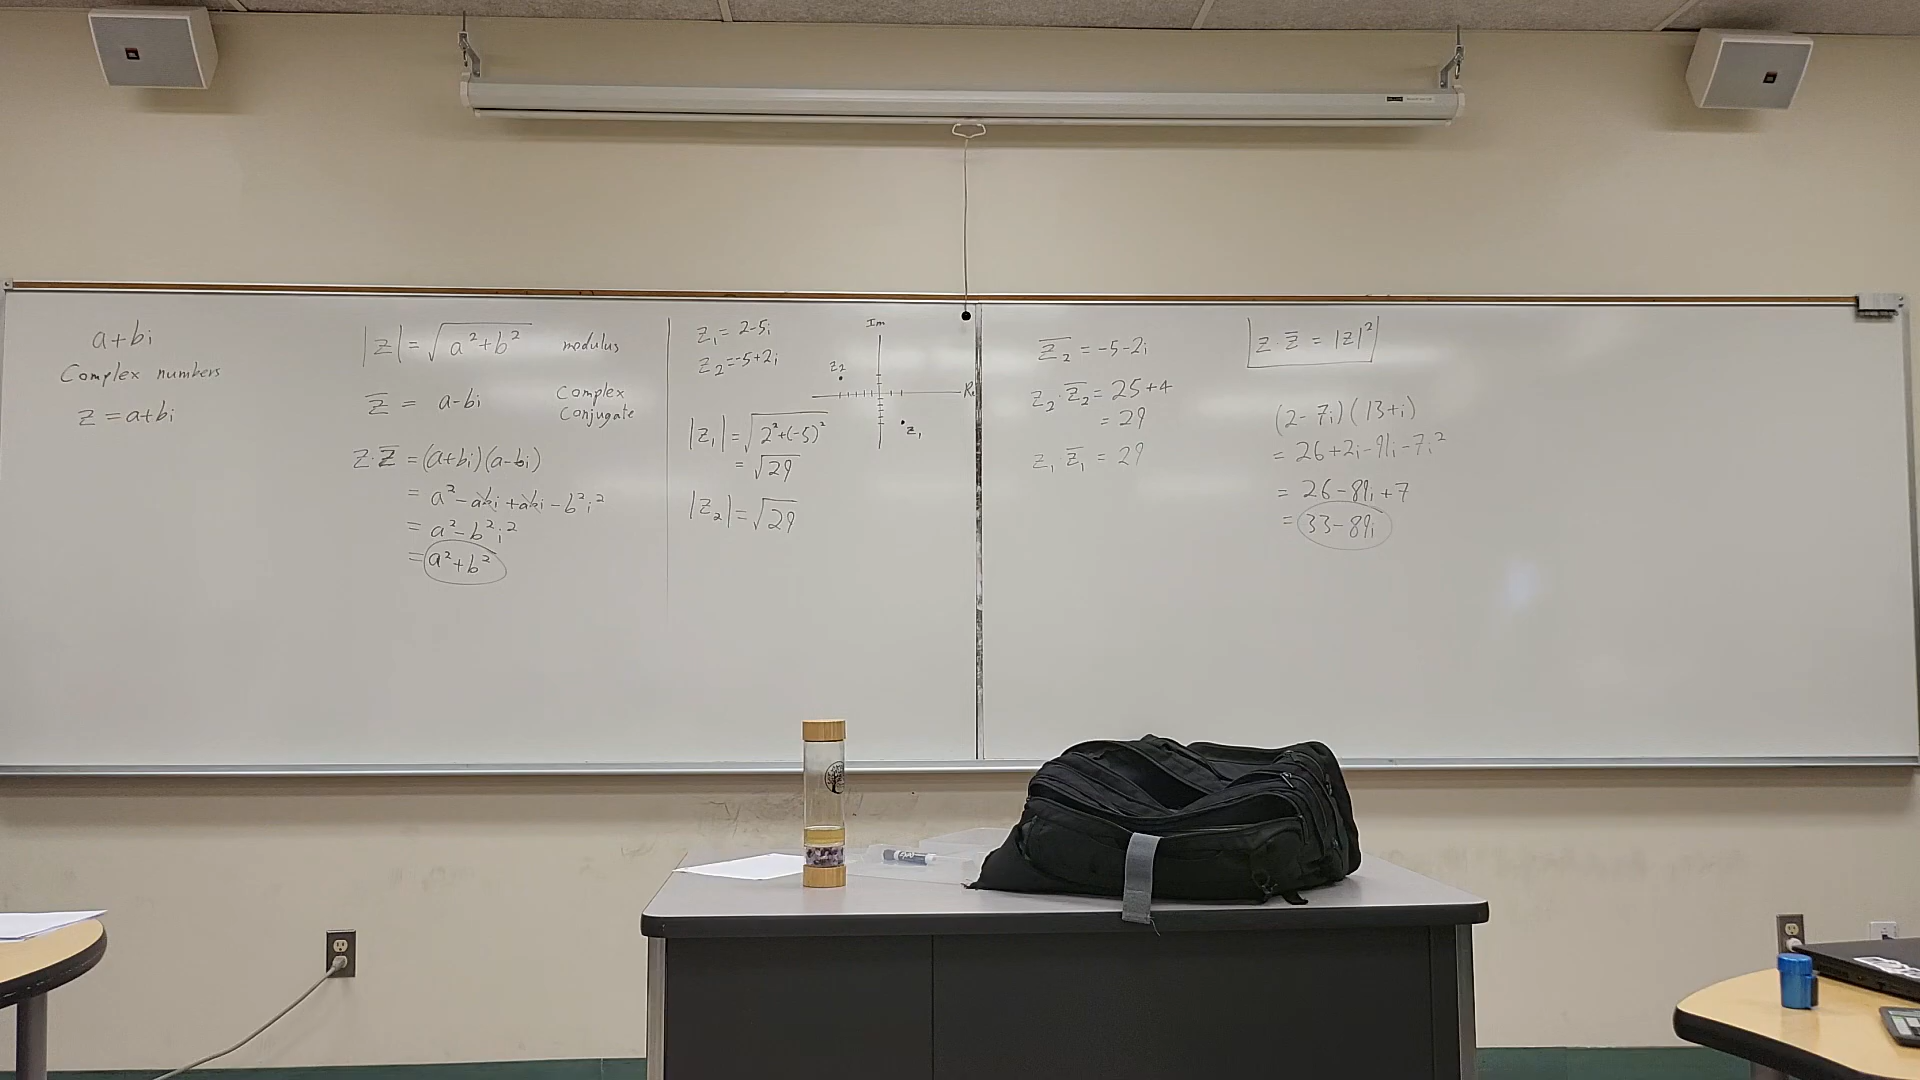 a+bi
Complex numbers
z = a+bi
|z| = √(a²+b²) modulus
z̅ = a-bi Complex Conjugate
z·z̅ = (a+bi)(a-bi)
= a² - abi + abi - b²i²
= a² - b²i²
= a²+b²
z₁ = 2-5i
z₂ = -5+2i
|z₁| = √(2²+(-5)²)
= √29
|z₂| = √29
Im
z₂
Re
z₁
z̅₂ = -5-2i
z₂·z̅₂ = 25+4
= 29
z₁·z̅₁ = 29
z·z̅ = |z|²
(2-7i)(13+i)
= 26+2i-91i-7i²
= 26-89i+7
= 33-89i